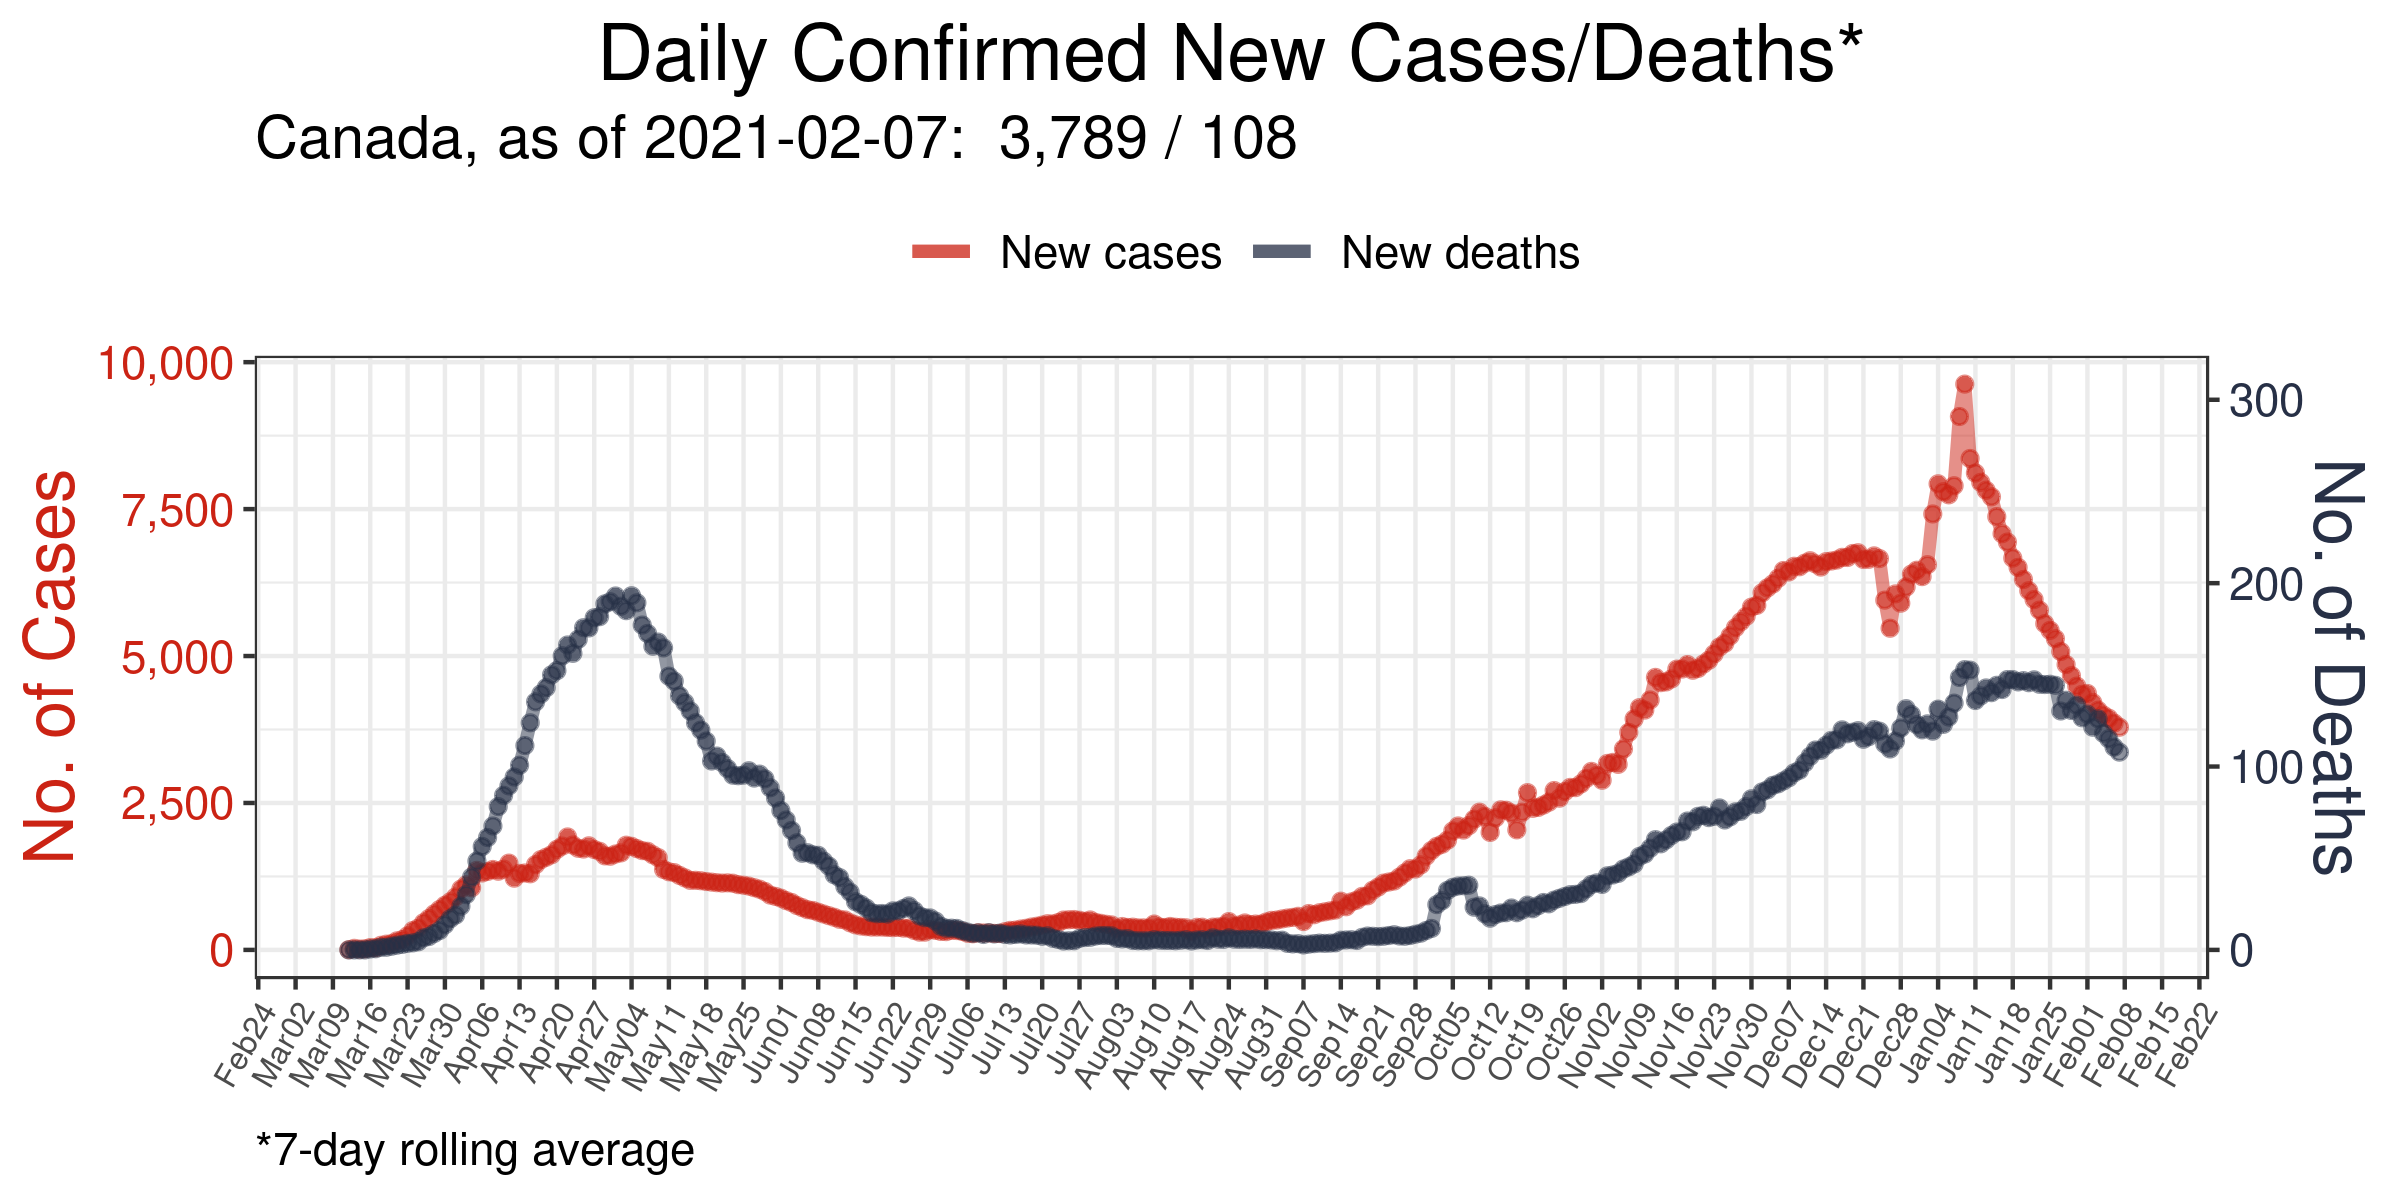 Daily Confirmed New Cases/Deaths*
Canada, as of 2021-02-07:  3,789 / 108
New cases
New deaths
No. of Cases
10,000
7,500
5,000
2,500
0
300
200
100
0
No. of Deaths
Feb24
Mar02
Mar09
Mar16
Mar23
Mar30
Apr06
Apr13
Apr20
Apr27
May04
May11
May18
May25
Jun01
Jun08
Jun15
Jun22
Jun29
Jul06
Jul13
Jul20
Jul27
Aug03
Aug10
Aug17
Aug24
Aug31
Sep07
Sep14
Sep21
Sep28
Oct05
Oct12
Oct19
Oct26
Nov02
Nov09
Nov16
Nov23
Nov30
Dec07
Dec14
Dec21
Dec28
Jan04
Jan11
Jan18
Jan25
Feb01
Feb08
Feb15
Feb22
*7-day rolling average